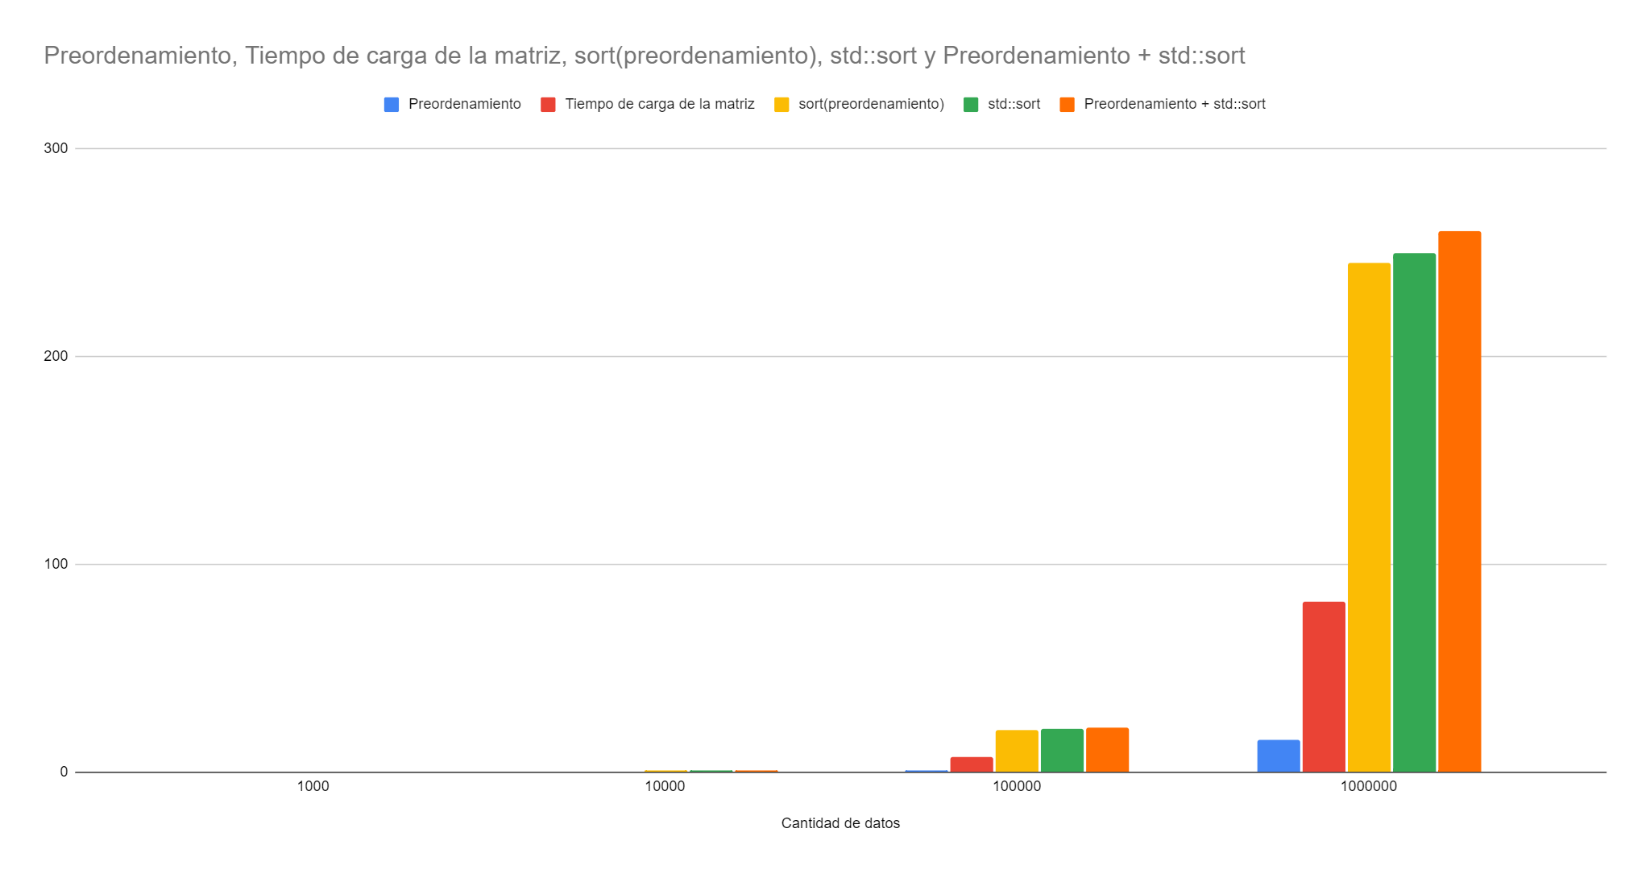 Preordenamiento, Tiempo de carga de la matriz, sort(preordenamiento), std::sort y Preordenamiento + std::sort
Preordenamiento Tiempo de carga de la matriz sort(preordenamiento) std::sort Preordenamiento + std::sort
300
200
100
0
1000 10000 100000 1000000
Cantidad de datos